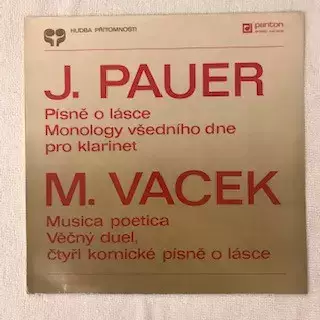 HUDBA PŘÍTOMNOSTI
panton
J. PAUER
Písně o lásce
Monology všedního dne
pro klarinet
M. VACEK
Musica poetica
Věčný duel,
čtyři komické písně o lásce